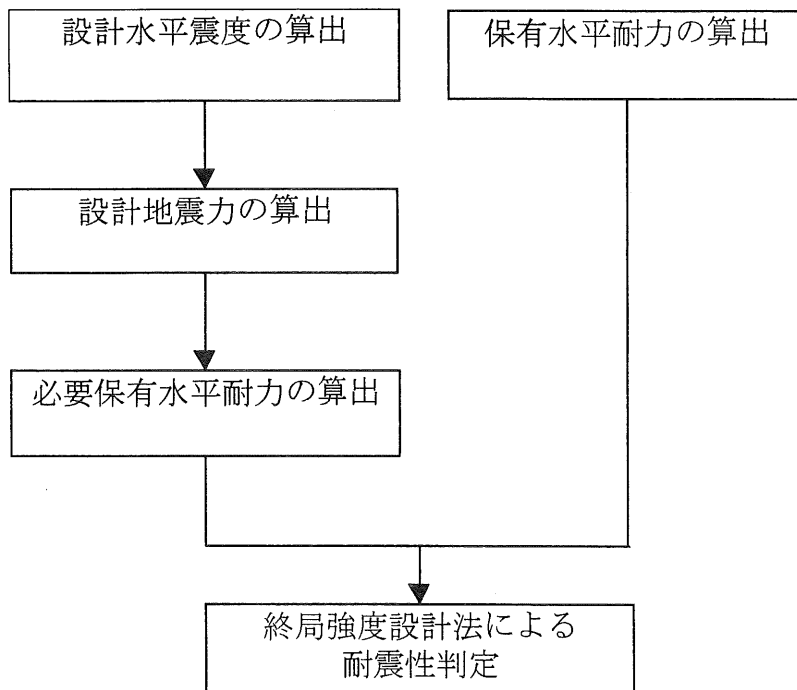 設計水平震度の算出
保有水平耐力の算出
設計地震力の算出
必要保有水平耐力の算出
終局強度設計法による
耐震性判定